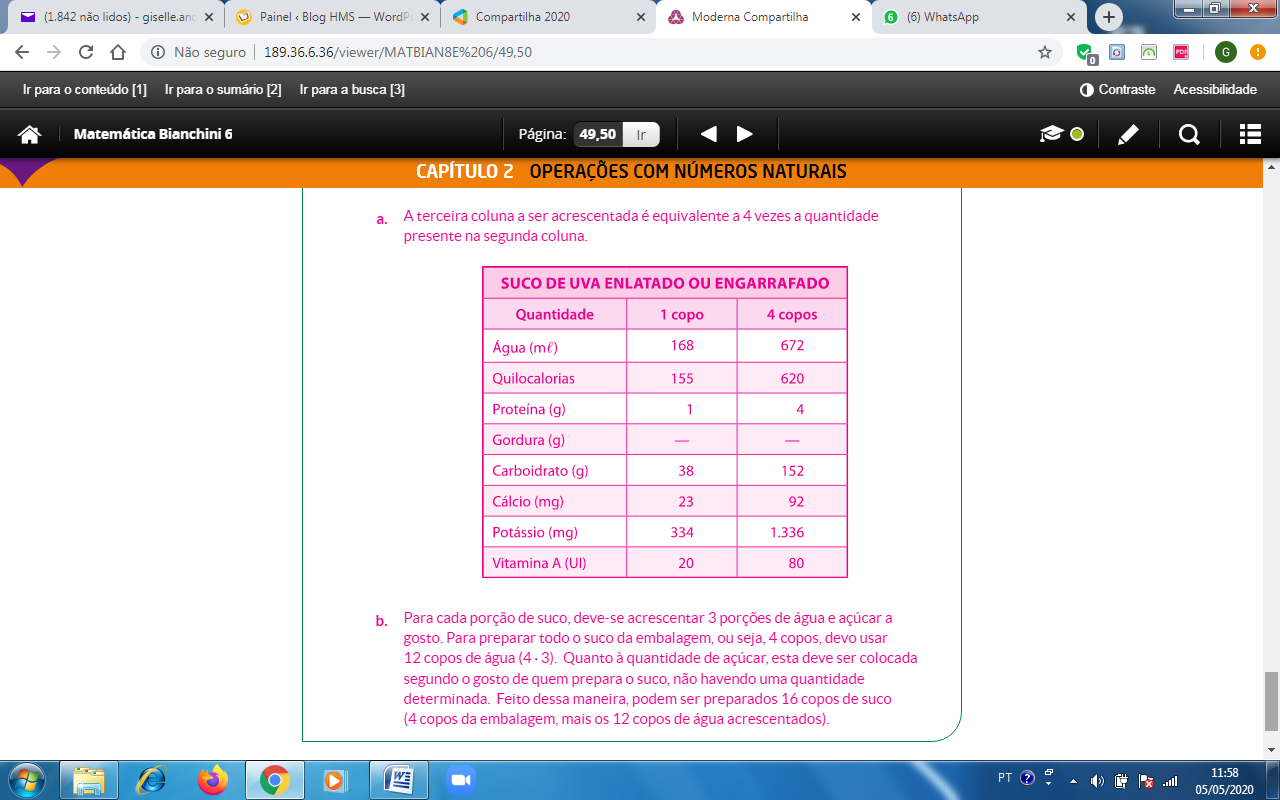 (1.842 não lidos) - giselle.anc
Painel ‹ Blog HMS — WordP
Compartilha 2020
Moderna Compartilha
(6) WhatsApp
Não seguro | 189.36.6.36/viewer/MATBIAN8E%206/49,50
Ir para o conteúdo [1] Ir para o sumário [2] Ir para a busca [3] Contraste Acessibilidade
Matemática Bianchini 6 Página: 49,50 Ir
CAPÍTULO 2 OPERAÇÕES COM NÚMEROS NATURAIS
a. A terceira coluna a ser acrescentada é equivalente a 4 vezes a quantidade
presente na segunda coluna.
SUCO DE UVA ENLATADO OU ENGARRAFADO
Quantidade 1 copo 4 copos
Água (mℓ) 168 672
Quilocalorias 155 620
Proteína (g) 1 4
Gordura (g) — —
Carboidrato (g) 38 152
Cálcio (mg) 23 92
Potássio (mg) 334 1.336
Vitamina A (UI) 20 80
b. Para cada porção de suco, deve-se acrescentar 3 porções de água e açúcar a
gosto. Para preparar todo o suco da embalagem, ou seja, 4 copos, devo usar
12 copos de água (4 · 3). Quanto à quantidade de açúcar, esta deve ser colocada
segundo o gosto de quem prepara o suco, não havendo uma quantidade
determinada. Feito dessa maneira, podem ser preparados 16 copos de suco
(4 copos da embalagem, mais os 12 copos de água acrescentados).
PT
11:58
05/05/2020